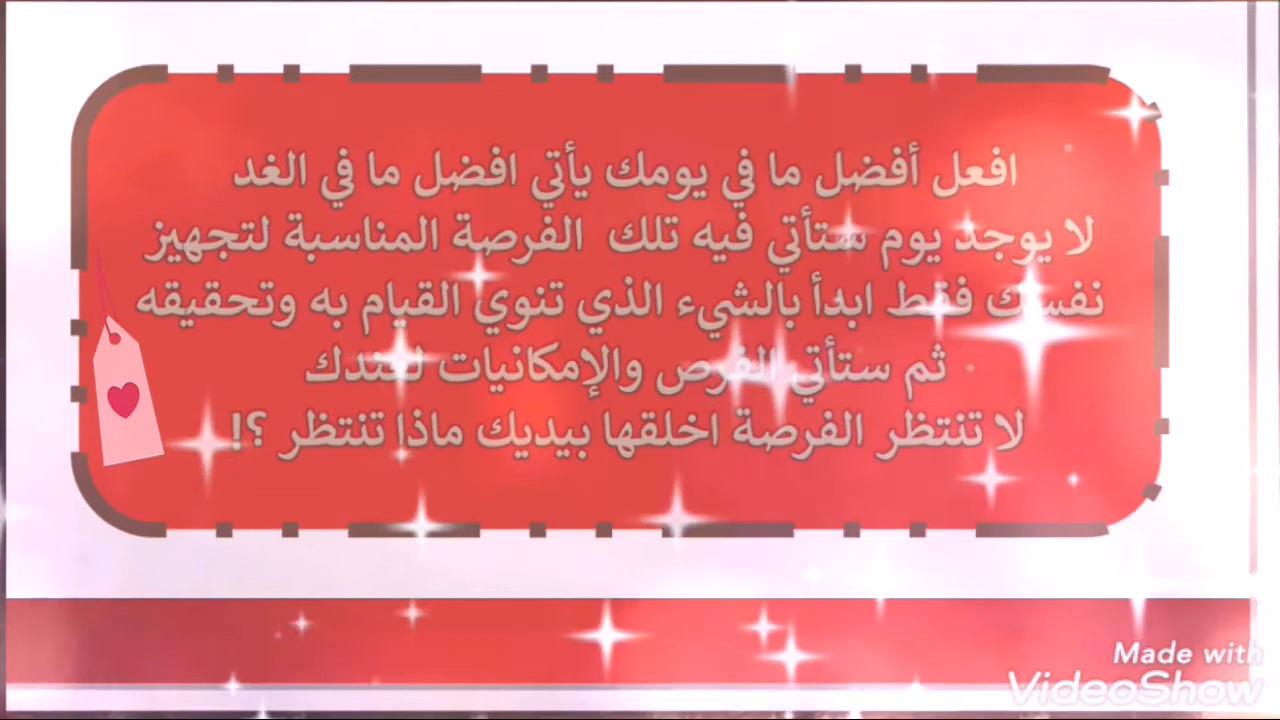 افعل أفضل ما في يومك يأتي افضل ما في الغد
لا يوجد يوم ستأتي فيه تلك الفرصة المناسبة لتجهيز
نفسك فقط ابدأ بالشيء الذي تنوي القيام به وتحقيقه
ثم ستأتي الفرص والإمكانيات لعندك
لا تنتظر الفرصة اخلقها بيديك ماذا تنتظر ؟!
Made with
VideoShow